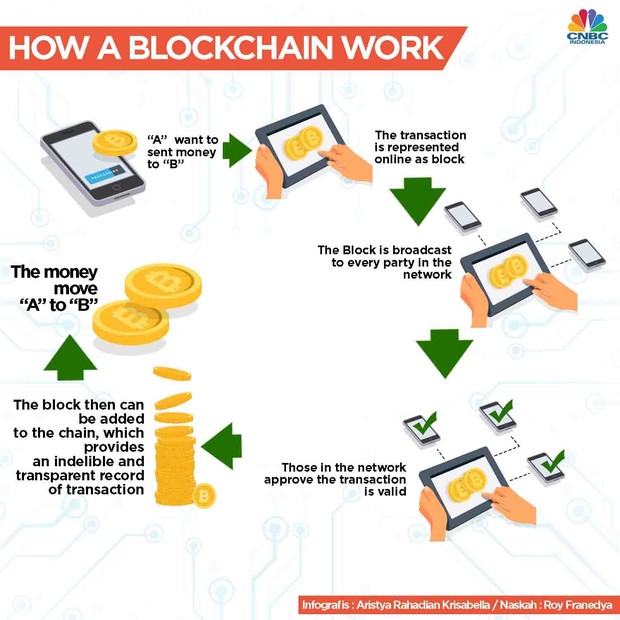 HOW A BLOCKCHAIN WORK
CNBC
INDONESIA
"A" want to
sent money
to "B"
The transaction
is represented
online as block
The Block is broadcast
to every party in the
network
Those in the network
approve the transaction
is valid
The block then can
be added
to the chain, which
provides
an indelible and
transparent record
of transaction
The money
move
"A" to "B"
Infografis : Aristya Rahadian Krisabella / Naskah : Roy Franedya